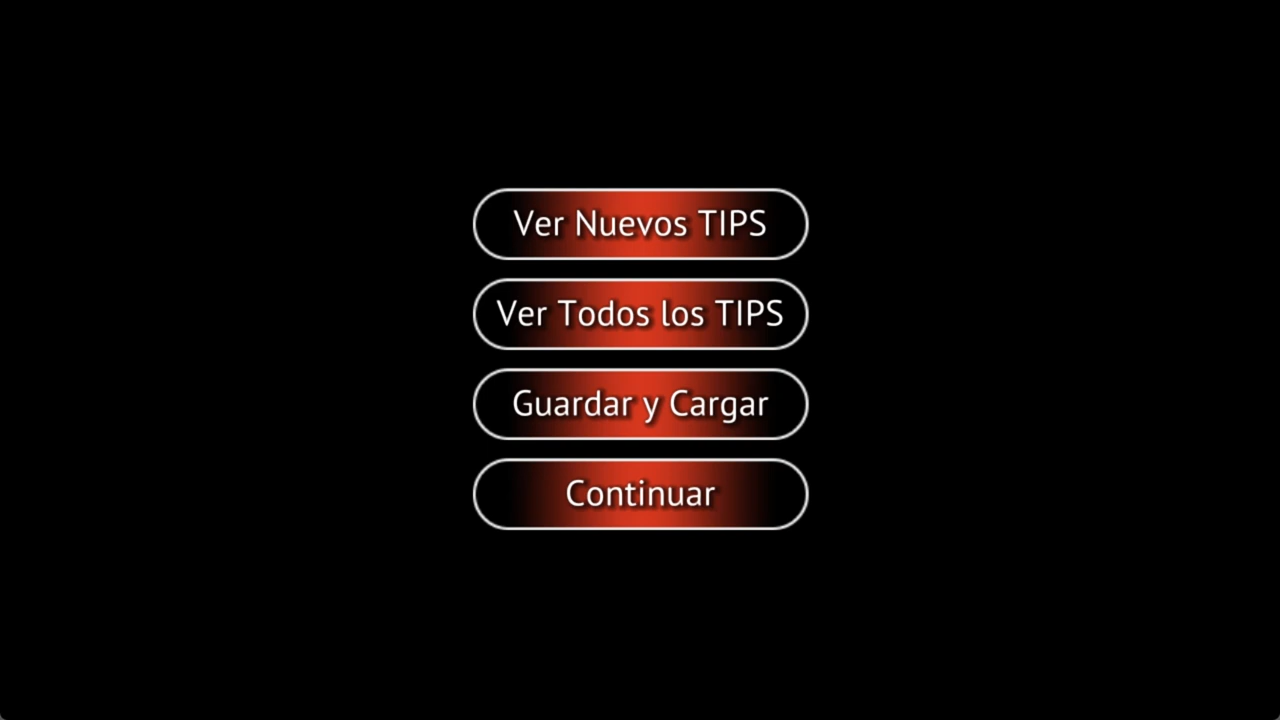 Ver Nuevos TIPS
Ver Todos los TIPS
Guardar y Cargar
Continuar